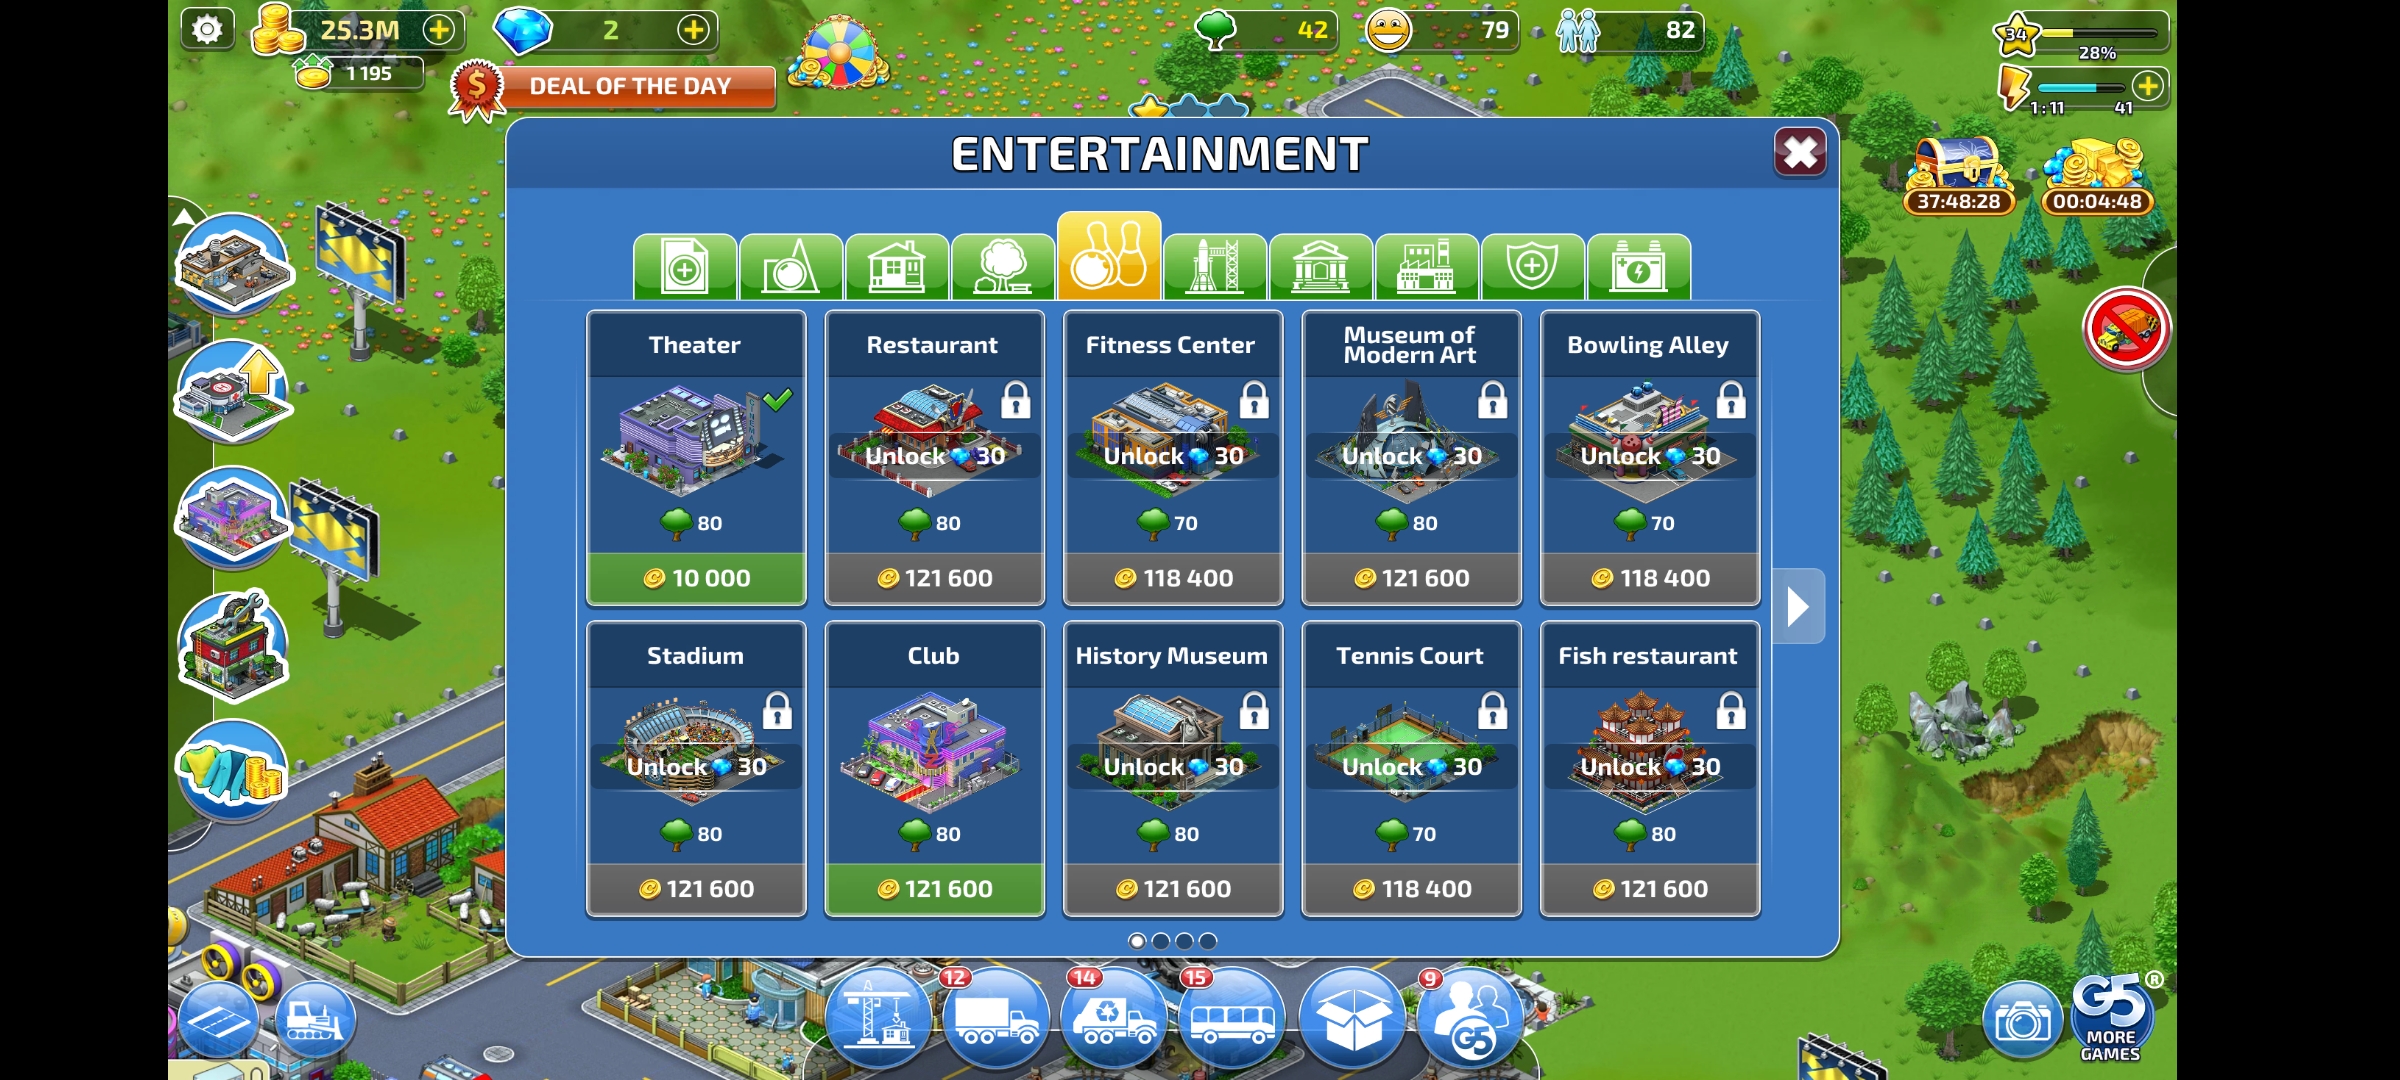 25.3M
2
42
79
82
34
28%
1 195
DEAL OF THE DAY
1:11
41
ENTERTAINMENT
37:48:28
00:04:48
Theater
Restaurant
Fitness Center
Museum of
Modern Art
Bowling Alley
Unlock 30
Unlock 30
Unlock 30
Unlock 30
80
80
70
80
70
10 000
121 600
118 400
121 600
118 400
Stadium
Club
History Museum
Tennis Court
Fish restaurant
Unlock 30
Unlock 30
Unlock 30
Unlock 30
80
80
80
70
80
121 600
121 600
121 600
118 400
121 600
12
14
15
9
G5
G5®
MORE
GAMES